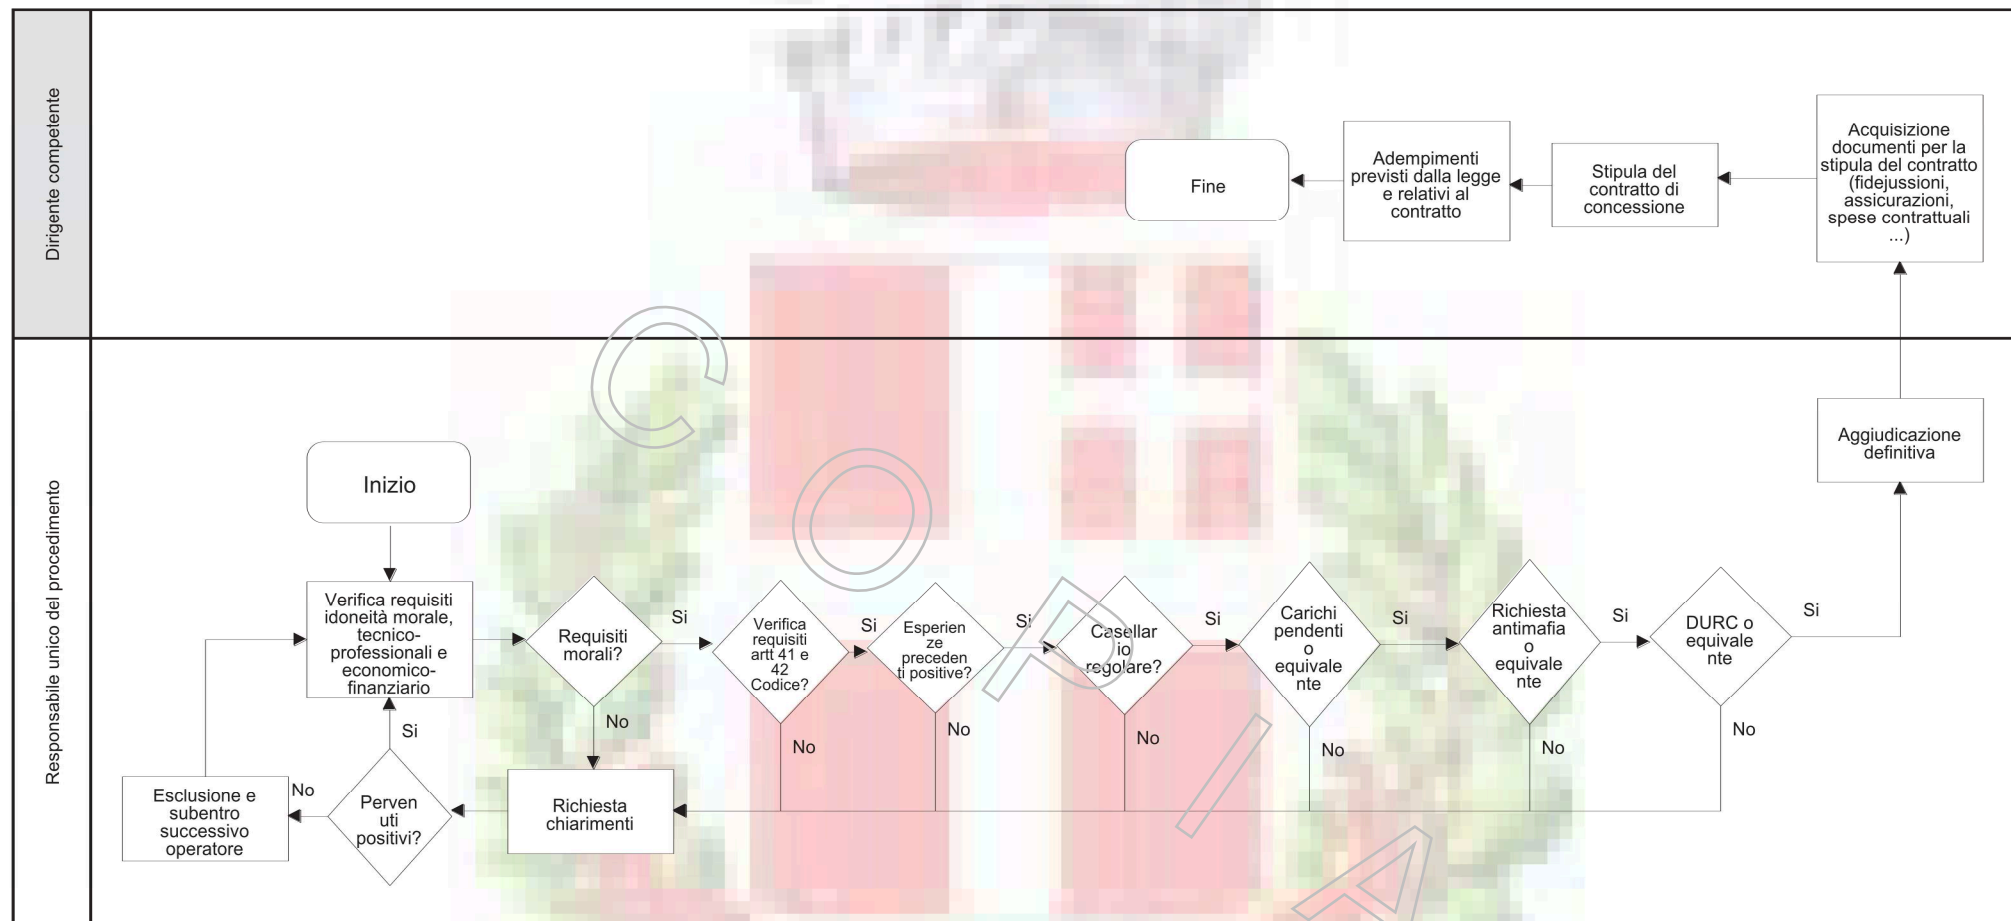 Dirigente competente
Fine
Adempimenti
previsti dalla legge
e relativi al
contratto
Stipula del
contratto di
concessione
Acquisizione
documenti per la
stipula del contratto
(fidejussioni,
assicurazioni,
spese contrattuali
...)
Responsabile unico del procedimento
Aggiudicazione
definitiva
Inizio
Verifica requisiti
idoneità morale,
tecnico-
professionali e
economico-
finanziario
Requisiti
morali?
Si
No
Verifica
requisiti
artt 41 e
42
Codice?
Si
No
Esperien
ze
preceden
ti positive?
Si
No
Casellar
io
regolare?
Si
No
Carichi
pendenti
o
equivale
nte
Si
No
Richiesta
antimafia
o
equivale
nte
Si
No
DURC o
equivale
nte
Si
No
Richiesta
chiarimenti
Perven
uti
positivi?
Si
No
Esclusione e
subentro
successivo
operatore
COPIA